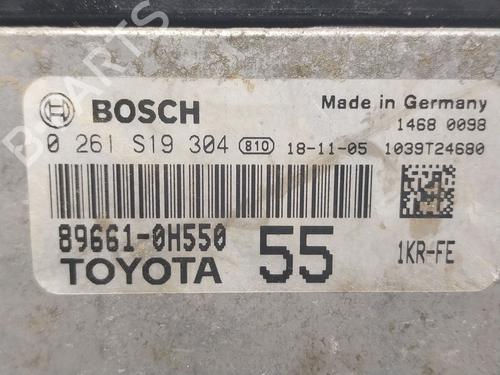 B-PARTS
BOSCH
Made in Germany
1468 0098
0 261 S19 304 810 18-11-05 1039T24680
89661-0H550
TOYOTA 55 1KR-FE